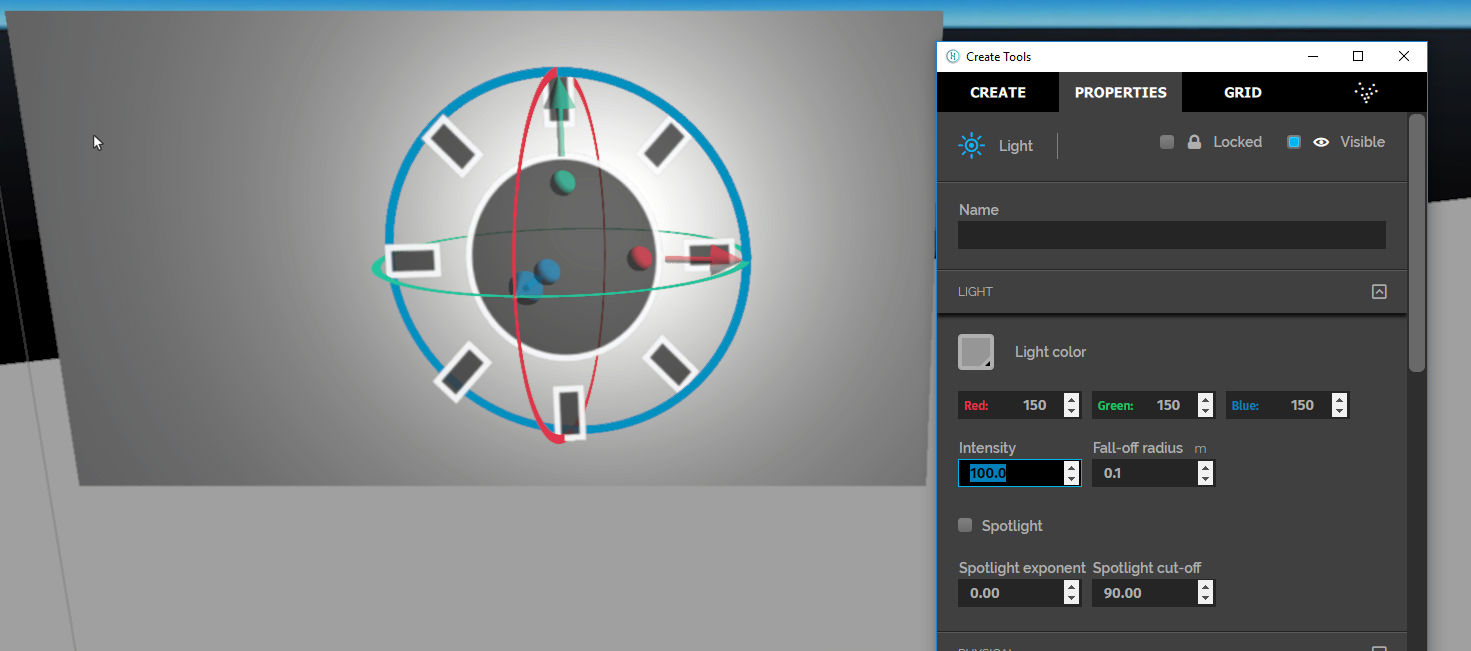 Create Tools
CREATE PROPERTIES GRID
Light Locked Visible
Name
LIGHT
Light color
Red: 150 Green: 150 Blue: 150
Intensity Fall-off radius m
100.0 0.1
Spotlight
Spotlight exponent Spotlight cut-off
0.00 90.00
PHYSICAL